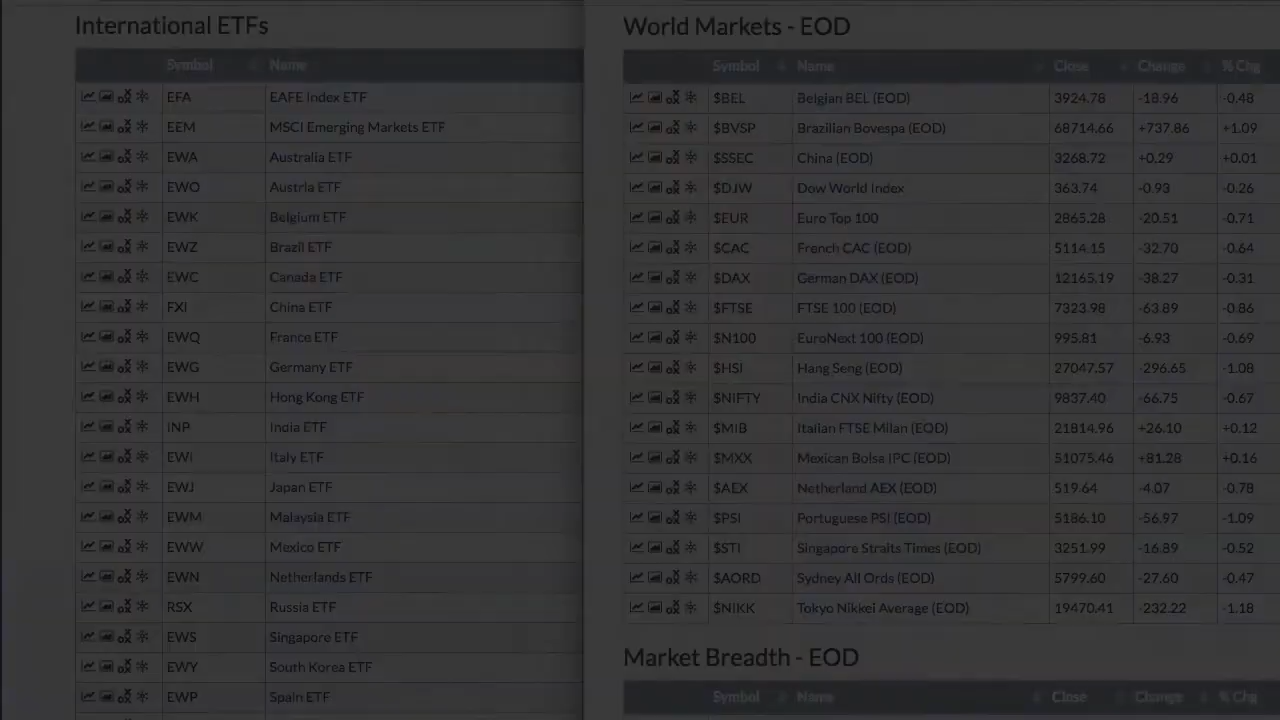 International ETFs
Symbol Name
EFA EAFE Index ETF
EEM MSCI Emerging Markets ETF
EWA Australia ETF
EWO Austria ETF
EWK Belgium ETF
EWZ Brazil ETF
EWC Canada ETF
FXI China ETF
EWQ France ETF
EWG Germany ETF
EWH Hong Kong ETF
INP India ETF
EWI Italy ETF
EWJ Japan ETF
EWM Malaysia ETF
EWW Mexico ETF
EWN Netherlands ETF
RSX Russia ETF
EWS Singapore ETF
EWY South Korea ETF
EWP Spain ETF
World Markets - EOD
Symbol Name Close Change % Chg
$BEL Belgian BEL (EOD) 3924.78 -18.96 -0.48
$BVSP Brazilian Bovespa (EOD) 68714.66 +737.86 +1.09
$SSEC China (EOD) 3268.72 +0.29 +0.01
$DJW Dow World Index 363.74 -0.93 -0.26
$EUR Euro Top 100 2865.28 -20.51 -0.71
$CAC French CAC (EOD) 5114.15 -32.70 -0.64
$DAX German DAX (EOD) 12165.19 -38.27 -0.31
$FTSE FTSE 100 (EOD) 7323.98 -63.89 -0.86
$N100 EuroNext 100 (EOD) 995.81 -6.93 -0.69
$HSI Hang Seng (EOD) 27047.57 -296.65 -1.08
$NIFTY India CNX Nifty (EOD) 9837.40 -66.75 -0.67
$MIB Italian FTSE Milan (EOD) 21814.96 +26.10 +0.12
$MXX Mexican Bolsa IPC (EOD) 51075.46 +81.28 +0.16
$AEX Netherland AEX (EOD) 519.64 -4.07 -0.78
$PSI Portuguese PSI (EOD) 5186.10 -56.97 -1.09
$STI Singapore Straits Times (EOD) 3251.99 -16.89 -0.52
$AORD Sydney All Ords (EOD) 5799.60 -27.60 -0.47
$NIKK Tokyo Nikkei Average (EOD) 19470.41 -232.22 -1.18
Market Breadth - EOD
Symbol Name Close Change % Chg